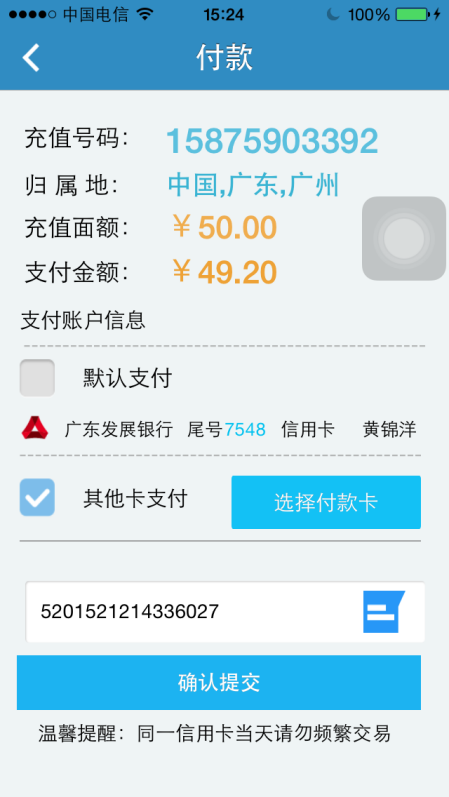 中国电信 15:24 100%
付款
充值号码： 15875903392
归 属 地： 中国,广东,广州
充值面额： ￥50.00
支付金额： ￥49.20
支付账户信息
默认支付
广东发展银行 尾号7548 信用卡 黄锦洋
其他卡支付 选择付款卡
5201521214336027
确认提交
温馨提醒：同一信用卡当天请勿频繁交易